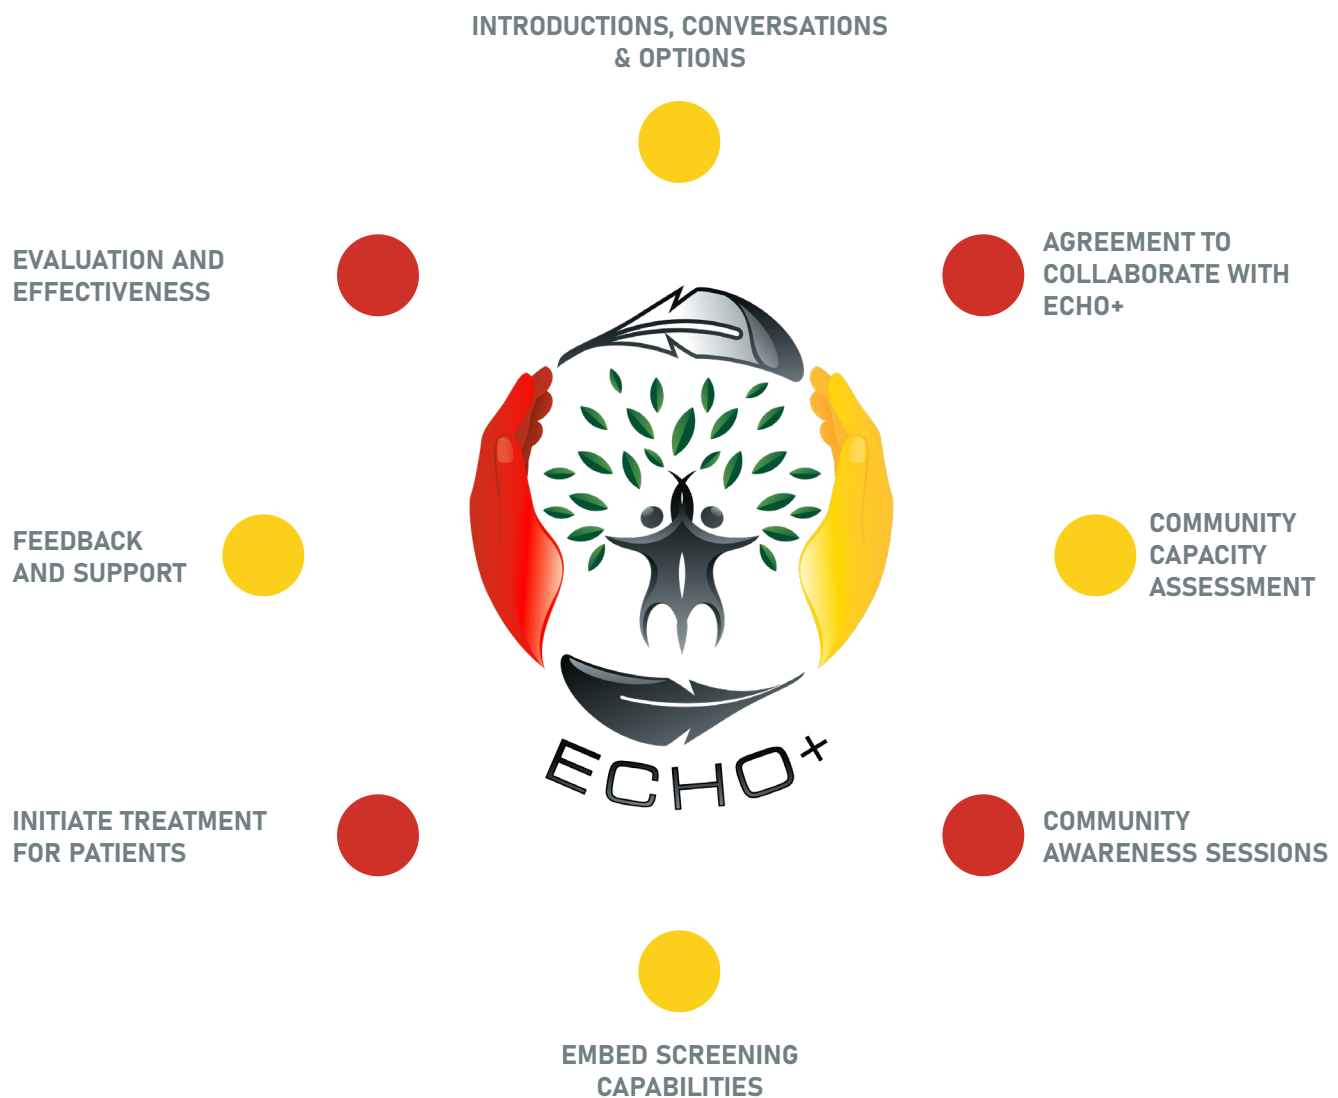 INTRODUCTIONS, CONVERSATIONS
& OPTIONS
AGREEMENT TO
COLLABORATE WITH
ECHO+
COMMUNITY
CAPACITY
ASSESSMENT
COMMUNITY
AWARENESS SESSIONS
EMBED SCREENING
CAPABILITIES
INITIATE TREATMENT
FOR PATIENTS
FEEDBACK
AND SUPPORT
EVALUATION AND
EFFECTIVENESS
ECHO+